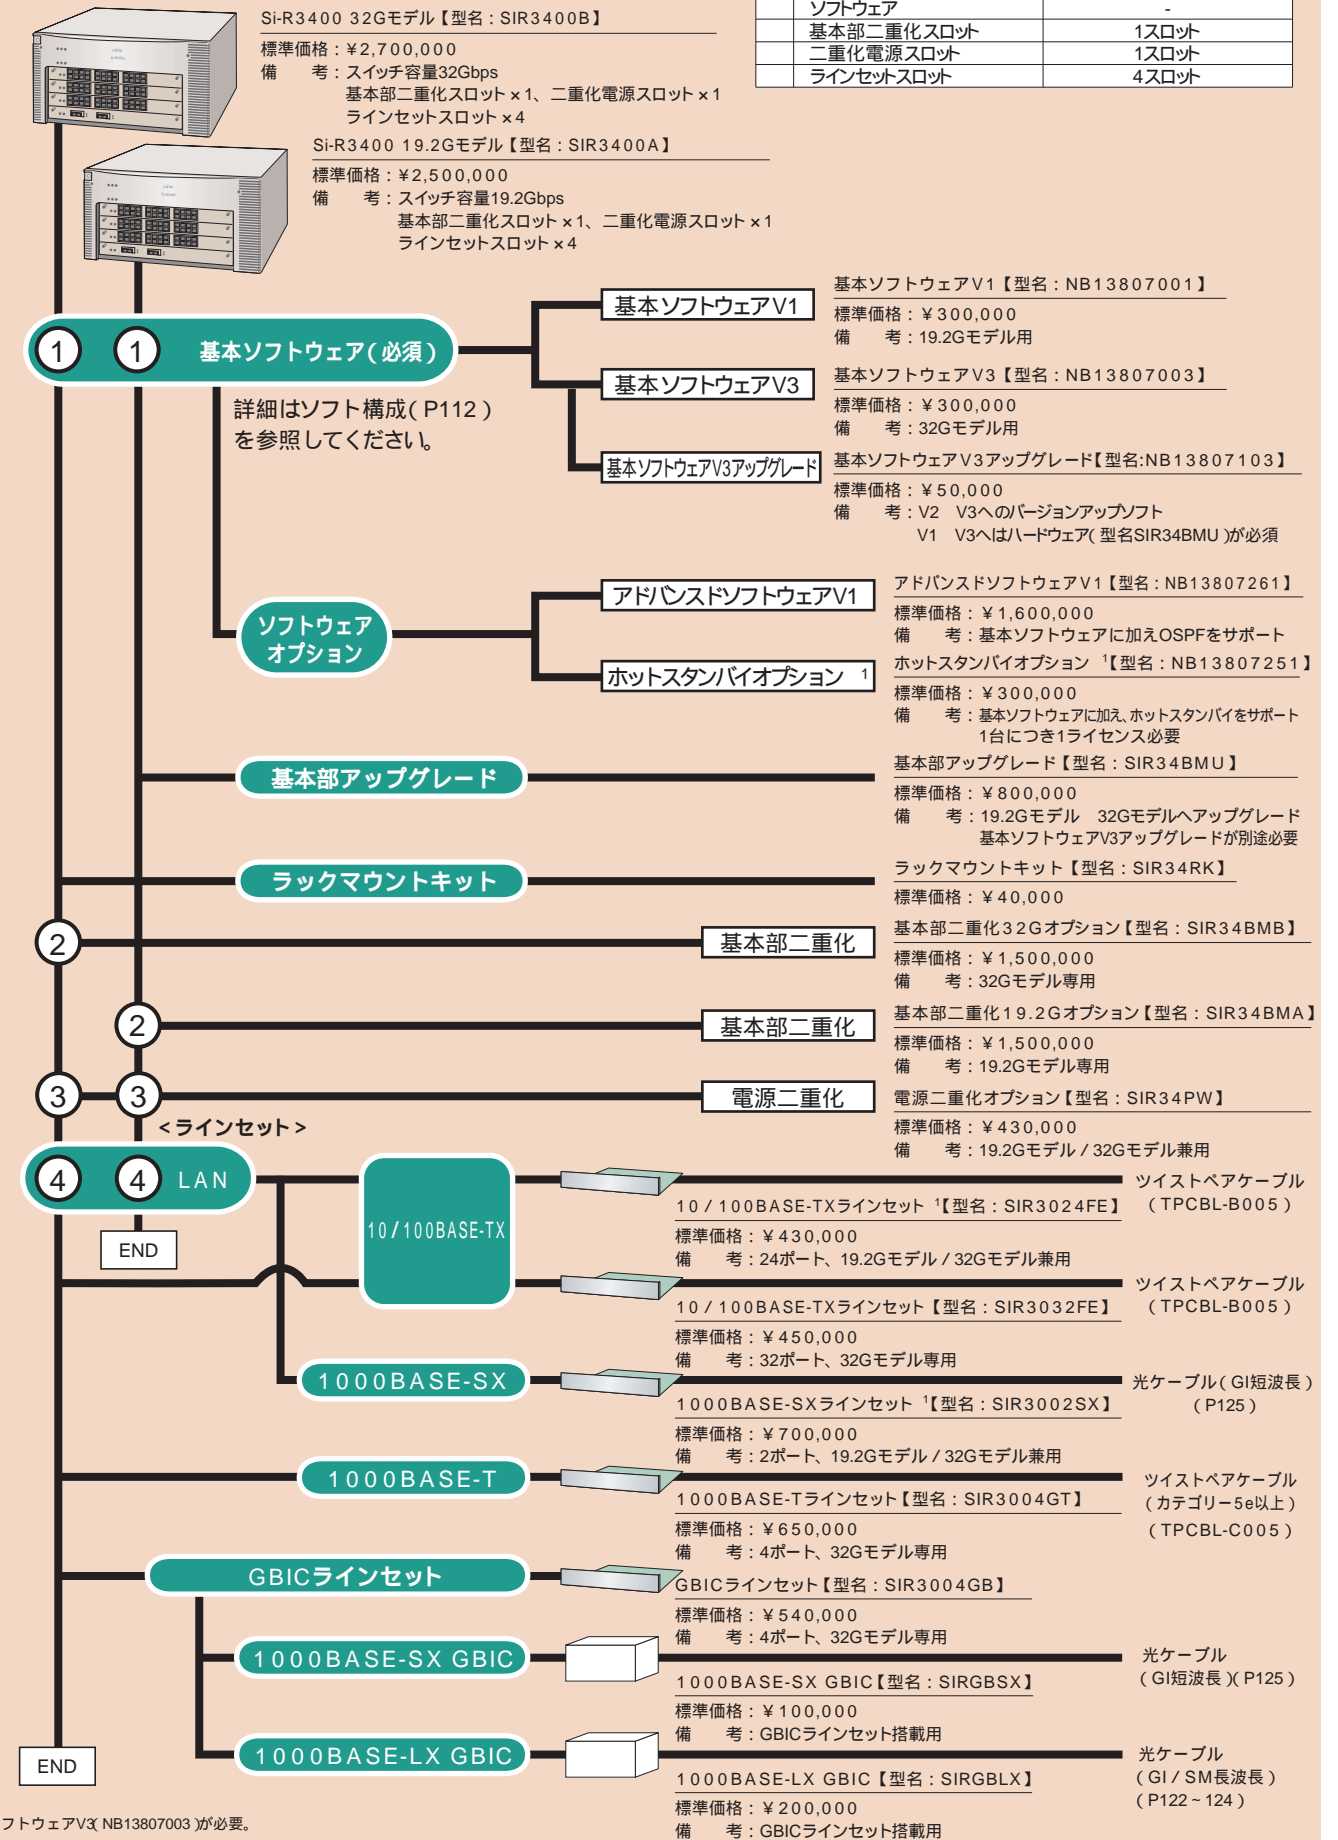 Si-R3400 32Gモデル【型名：SIR3400B】
標準価格：¥2,700,000
備　考：スイッチ容量32Gbps
基本部二重化スロット×1、二重化電源スロット×1
ラインセットスロット×4
ソフトウェア　-
基本部二重化スロット　1スロット
二重化電源スロット　1スロット
ラインセットスロット　4スロット
Si-R3400 19.2Gモデル【型名：SIR3400A】
標準価格：¥2,500,000
備　考：スイッチ容量19.2Gbps
基本部二重化スロット×1、二重化電源スロット×1
ラインセットスロット×4
1　1　基本ソフトウェア（必須）
詳細はソフト構成（P112）
を参照してください。
基本ソフトウェアV1
基本ソフトウェアV1【型名：NB13807001】
標準価格：¥300,000
備　考：19.2Gモデル用
基本ソフトウェアV3
基本ソフトウェアV3【型名：NB13807003】
標準価格：¥300,000
備　考：32Gモデル用
基本ソフトウェアV3アップグレード
基本ソフトウェアV3アップグレード【型名:NB13807103】
標準価格：¥50,000
備　考：V2　V3へのバージョンアップソフト
V1　V3へはハードウェア（型名SIR34BMU）が必須
ソフトウェア
オプション
アドバンスドソフトウェアV1
アドバンスドソフトウェアV1【型名：NB13807261】
標準価格：¥1,600,000
備　考：基本ソフトウェアに加えOSPFをサポート
ホットスタンバイオプション 1
ホットスタンバイオプション 1【型名：NB13807251】
標準価格：¥300,000
備　考：基本ソフトウェアに加え、ホットスタンバイをサポート
1台につき1ライセンス必要
基本部アップグレード
基本部アップグレード【型名：SIR34BMU】
標準価格：¥800,000
備　考：19.2Gモデル　32Gモデルへアップグレード
基本ソフトウェアV3アップグレードが別途必要
ラックマウントキット
ラックマウントキット【型名：SIR34RK】
標準価格：¥40,000
2
基本部二重化
基本部二重化32Gオプション【型名：SIR34BMB】
標準価格：¥1,500,000
備　考：32Gモデル専用
2
基本部二重化
基本部二重化19.2Gオプション【型名：SIR34BMA】
標準価格：¥1,500,000
備　考：19.2Gモデル専用
3　3
電源二重化
電源二重化オプション【型名：SIR34PW】
標準価格：¥430,000
備　考：19.2Gモデル／32Gモデル兼用
<ラインセット>
4　4　LAN
END
10/100BASE-TX
10/100BASE-TXラインセット 1【型名：SIR3024FE】
標準価格：¥430,000
備　考：24ポート、19.2Gモデル／32Gモデル兼用
ツイストペアケーブル
（TPCBL-B005）
10/100BASE-TXラインセット【型名：SIR3032FE】
標準価格：¥450,000
備　考：32ポート、32Gモデル専用
ツイストペアケーブル
（TPCBL-B005）
1000BASE-SX
1000BASE-SXラインセット 1【型名：SIR3002SX】
標準価格：¥700,000
備　考：2ポート、19.2Gモデル／32Gモデル兼用
光ケーブル（GI短波長）
（P125）
1000BASE-T
1000BASE-Tラインセット【型名：SIR3004GT】
標準価格：¥650,000
備　考：4ポート、32Gモデル専用
ツイストペアケーブル
（カテゴリー5e以上）
（TPCBL-C005）
GBICラインセット
GBICラインセット【型名：SIR3004GB】
標準価格：¥540,000
備　考：4ポート、32Gモデル専用
1000BASE-SX GBIC
1000BASE-SX GBIC【型名：SIRGBSX】
標準価格：¥100,000
備　考：GBICラインセット搭載用
光ケーブル
（GI短波長）（P125）
1000BASE-LX GBIC
1000BASE-LX GBIC【型名：SIRGBLX】
標準価格：¥200,000
備　考：GBICラインセット搭載用
光ケーブル
（GI／SM長波長）
（P122～124）
END
フトウェアV3（NB13807003）が必要。